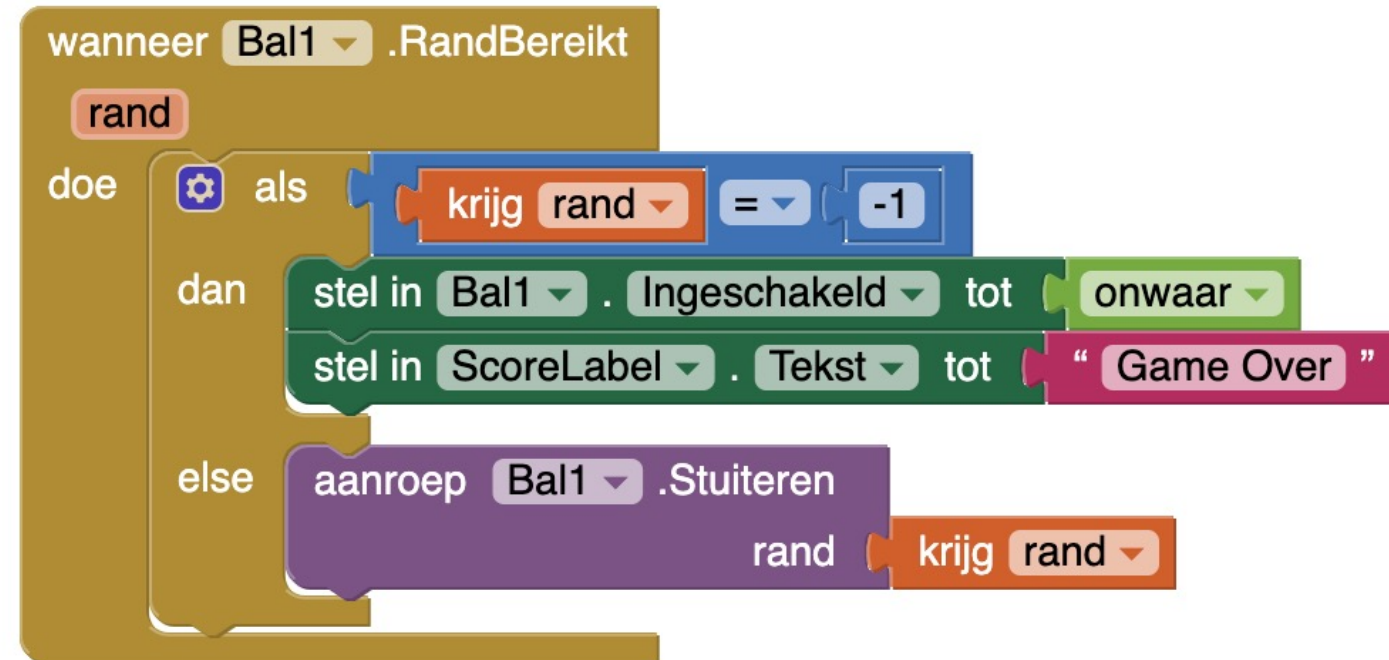 wanneer Bal1 .RandBereikt
rand
doe als krijg rand = -1
dan stel in Bal1 . Ingeschakeld tot onwaar
stel in ScoreLabel . Tekst tot “ Game Over ”
else aanroep Bal1 .Stuiteren
rand krijg rand